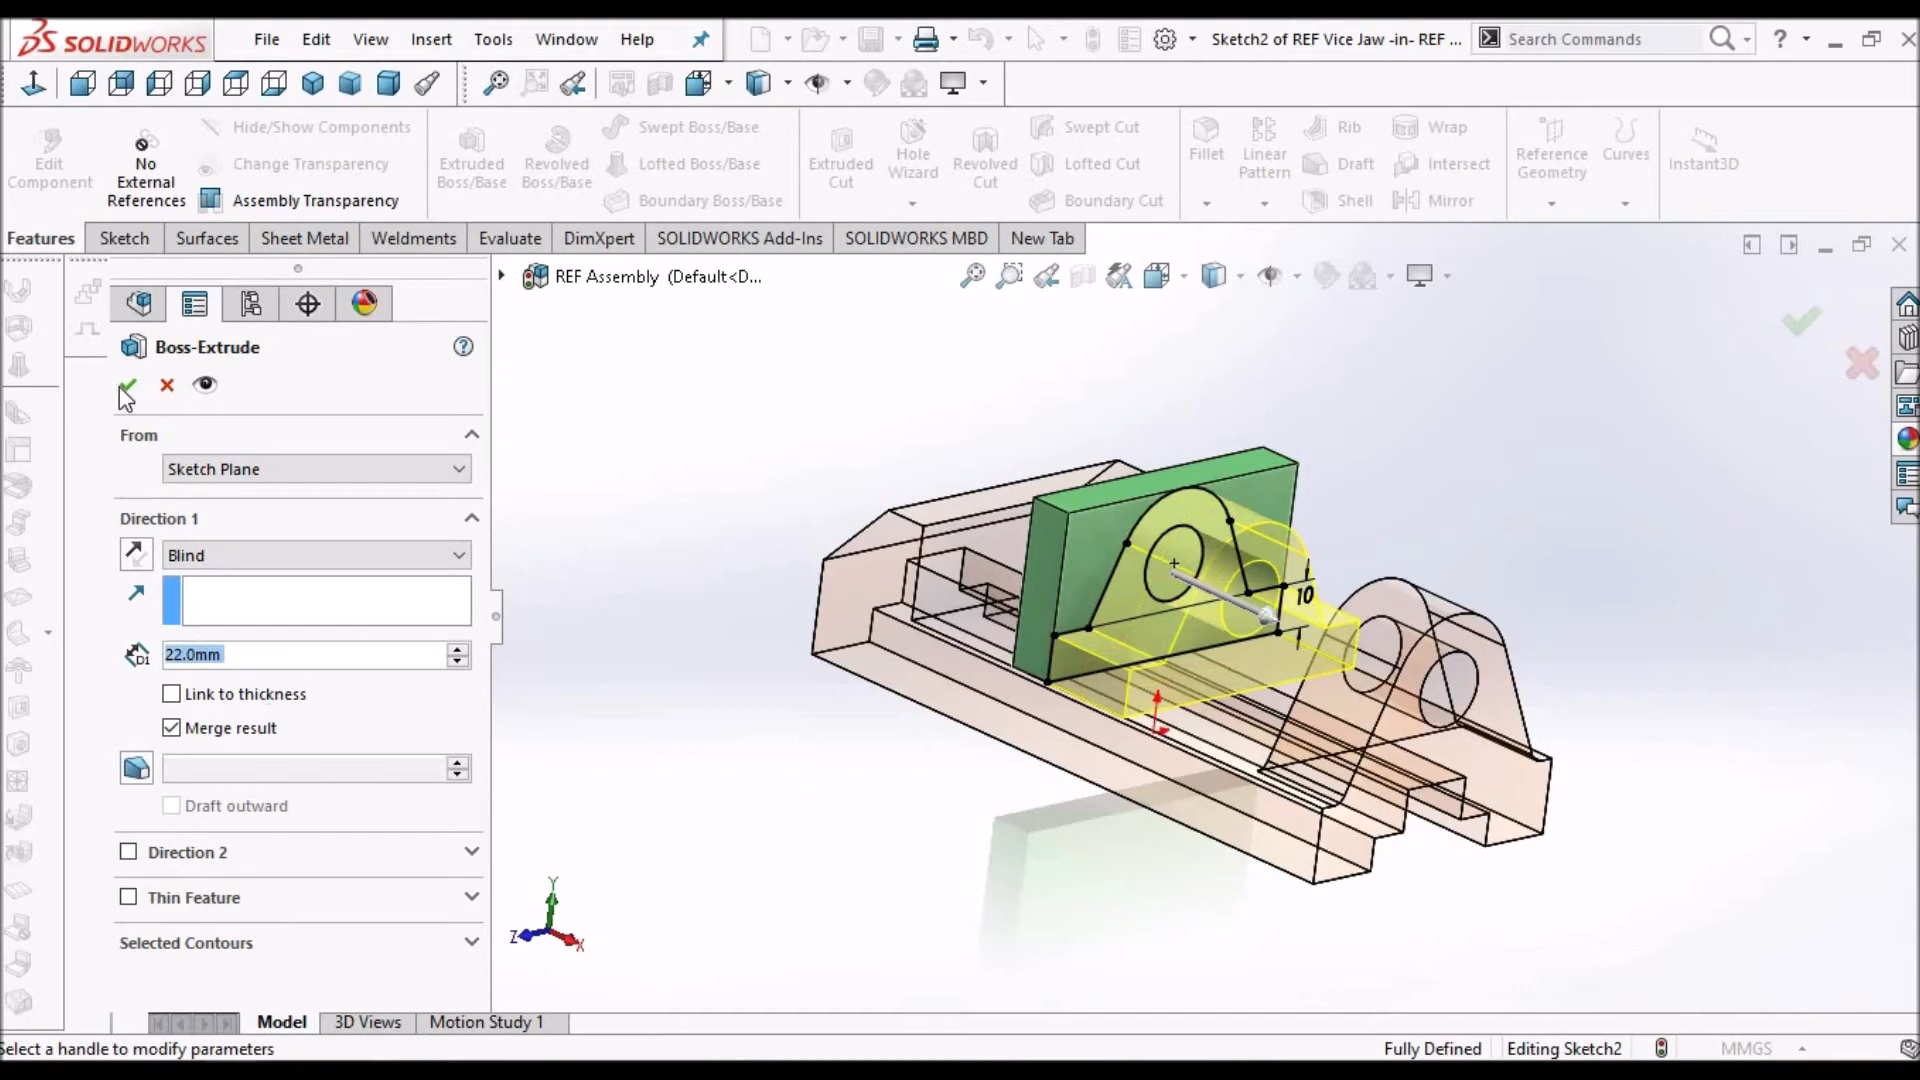 SOLIDWORKS File Edit View Insert Tools Window Help Sketch2 of REF Vice Jaw -in- REF ... Search Commands ?
Edit Component
No External References
Hide/Show Components
Change Transparency
Assembly Transparency
Extruded Boss/Base
Revolved Boss/Base
Swept Boss/Base
Lofted Boss/Base
Boundary Boss/Base
Extruded Cut
Hole Wizard
Revolved Cut
Swept Cut
Lofted Cut
Boundary Cut
Fillet
Linear Pattern
Rib
Draft
Shell
Wrap
Intersect
Mirror
Reference Geometry
Curves
Instant3D
Features Sketch Surfaces Sheet Metal Weldments Evaluate DimXpert SOLIDWORKS Add-Ins SOLIDWORKS MBD New Tab
REF Assembly (Default<D...
Boss-Extrude ?
From
Sketch Plane
Direction 1
Blind
D1 22.0mm
Link to thickness
Merge result
Draft outward
Direction 2
Thin Feature
Selected Contours
10
Y
Z
X
Model 3D Views Motion Study 1
Select a handle to modify parameters Fully Defined Editing Sketch2 MMGS